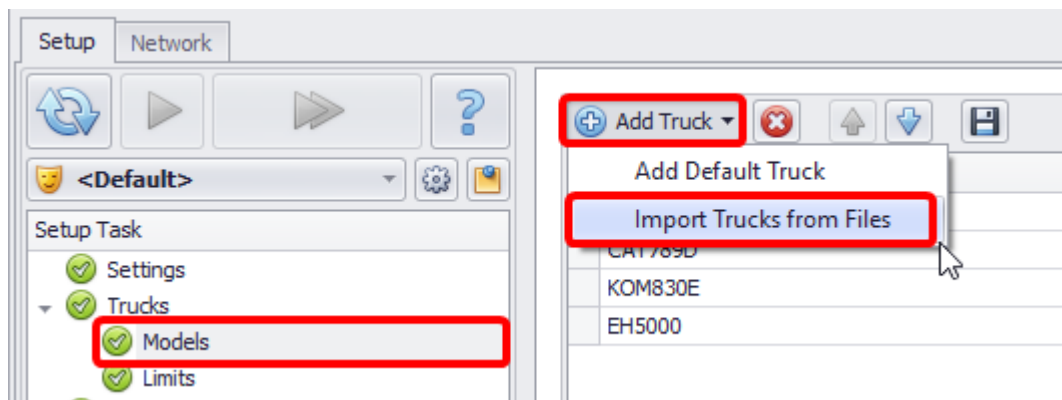 Setup Network
Add Truck
<Default>
Add Default Truck
Setup Task
Import Trucks from Files
Settings
CAT789D
Trucks
KOM830E
Models
EH5000
Limits